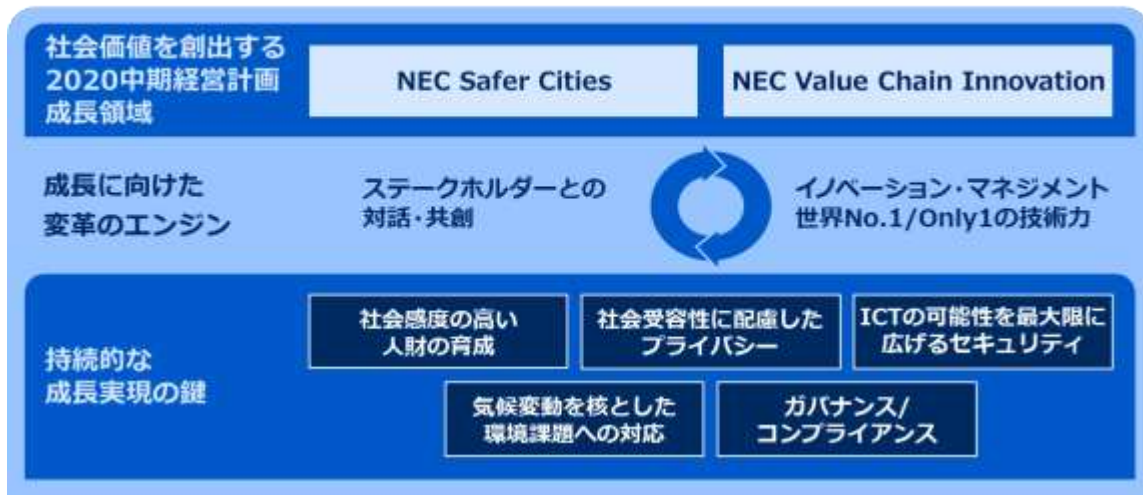 社会価値を創出する
2020中期経営計画
成長領域
NEC Safer Cities
NEC Value Chain Innovation
成長に向けた
変革のエンジン
ステークホルダーとの
対話・共創
イノベーション・マネジメント
世界No.1/Only1の技術力
持続的な
成長実現の鍵
社会感度の高い
人財の育成
社会受容性に配慮した
プライバシー
ICTの可能性を最大限に
広げるセキュリティ
気候変動を核とした
環境課題への対応
ガバナンス/
コンプライアンス